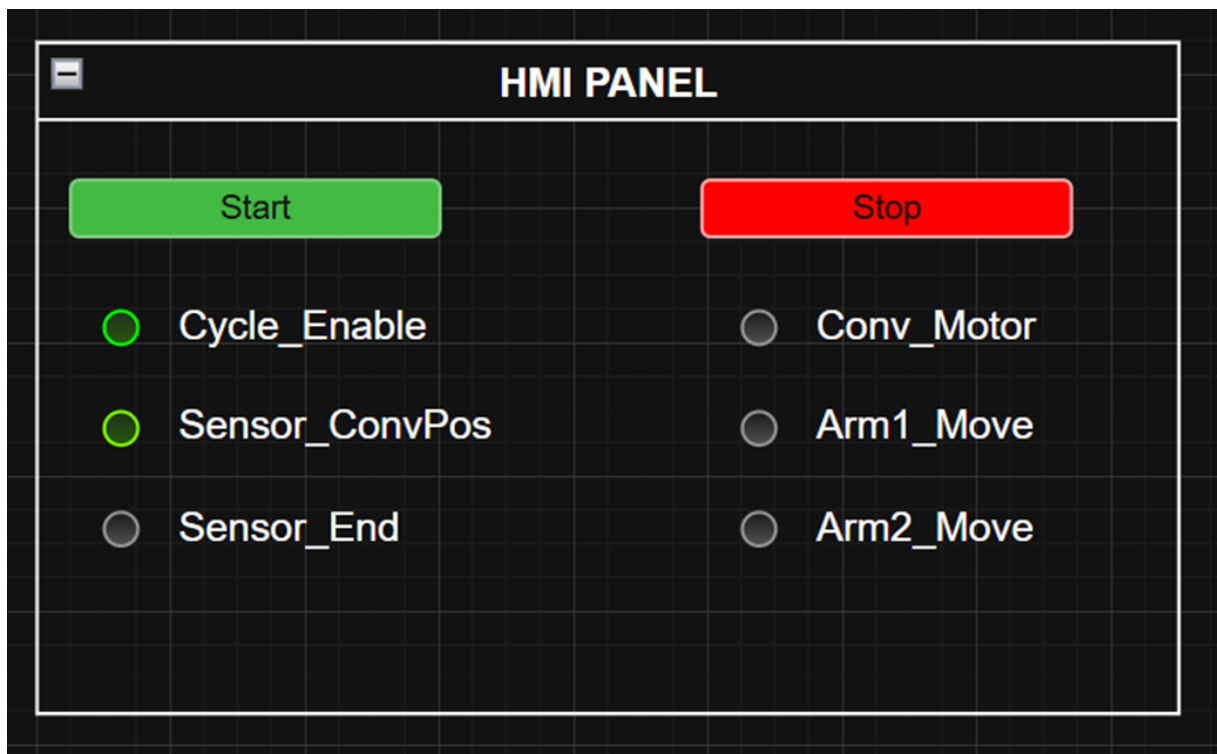 HMI PANEL
Start
Stop
Cycle_Enable
Conv_Motor
Sensor_ConvPos
Arm1_Move
Sensor_End
Arm2_Move